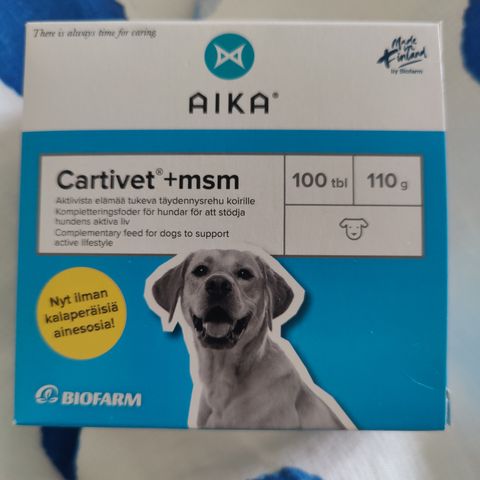 There is always time for caring.
Made in
Finland
by Biofarm
AIKA®
Cartivet®+msm
Aktiivista elämää tukeva täydennysrehu koirille
Kompletteringsfoder för hundar för att stödja
hundens aktiva liv
Complementary feed for dogs to support
active lifestyle
100 tbl
110 g
Nyt ilman
kalaperäisiä
ainesosia!
BIOFARM